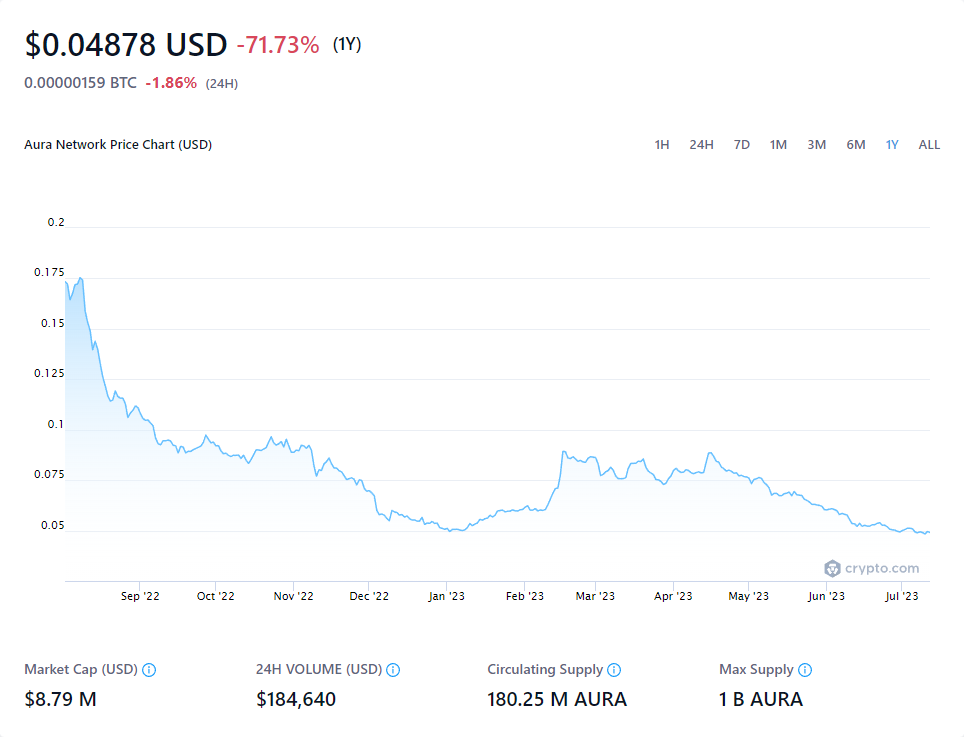 $0.04878 USD -71.73% (1Y)
0.00000159 BTC -1.86% (24H)
Aura Network Price Chart (USD) 1H 24H 7D 1M 3M 6M 1Y ALL
0.2
0.175
0.15
0.125
0.1
0.075
0.05
crypto.com
Sep '22 Oct '22 Nov '22 Dec '22 Jan '23 Feb '23 Mar '23 Apr '23 May '23 Jun '23 Jul '23
Market Cap (USD) 24H VOLUME (USD) Circulating Supply Max Supply
$8.79 M $184,640 180.25 M AURA 1 B AURA